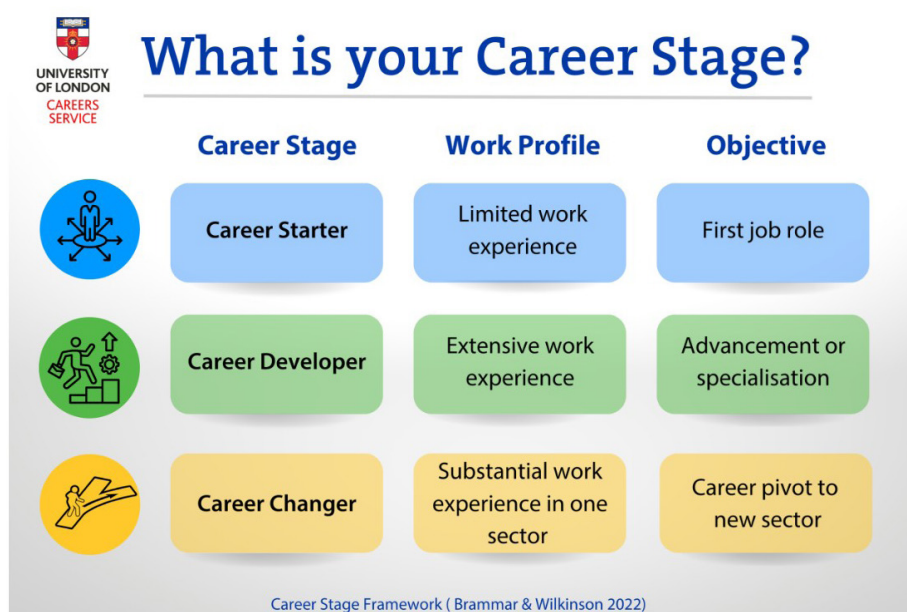 What is your Career Stage?
UNIVERSITY
OF LONDON
CAREERS
SERVICE
Career Stage
Work Profile
Objective
Career Starter
Limited work
experience
First job role
Career Developer
Extensive work
experience
Advancement or
specialisation
Career Changer
Substantial work
experience in one
sector
Career pivot to
new sector
Career Stage Framework ( Brammar & Wilkinson 2022)